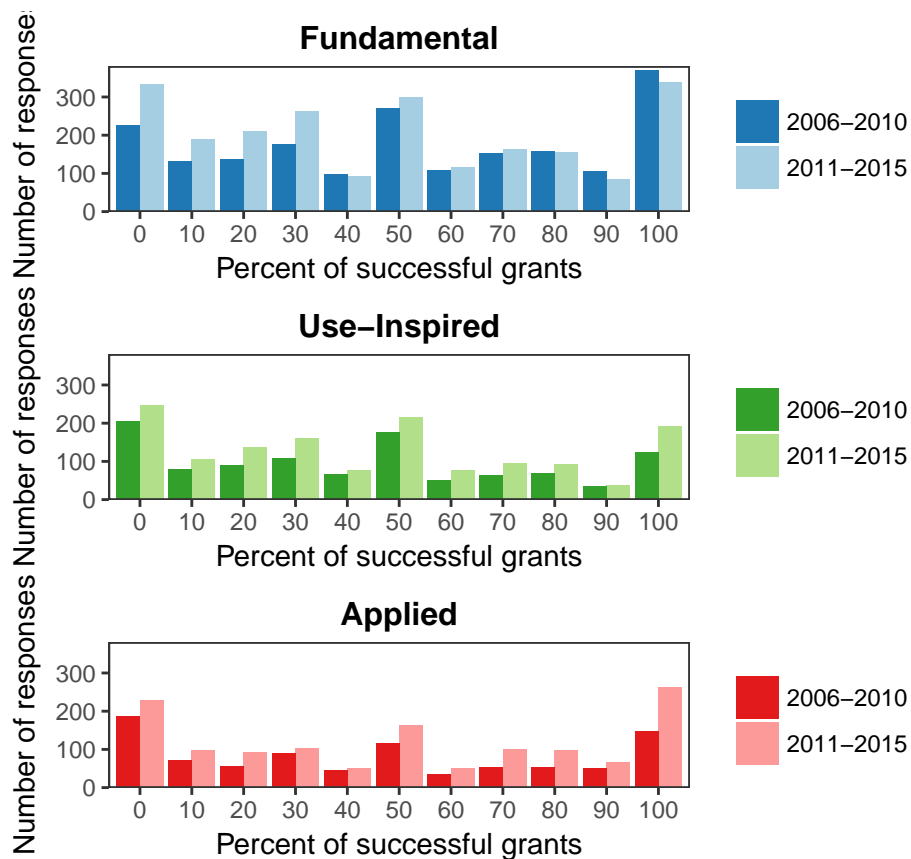 Fundamental
Number of responses
300
200
100
0
0 10 20 30 40 50 60 70 80 90 100
Percent of successful grants
2006–2010
2011–2015
Use–Inspired
Number of responses
300
200
100
0
0 10 20 30 40 50 60 70 80 90 100
Percent of successful grants
2006–2010
2011–2015
Applied
Number of responses
300
200
100
0
0 10 20 30 40 50 60 70 80 90 100
Percent of successful grants
2006–2010
2011–2015